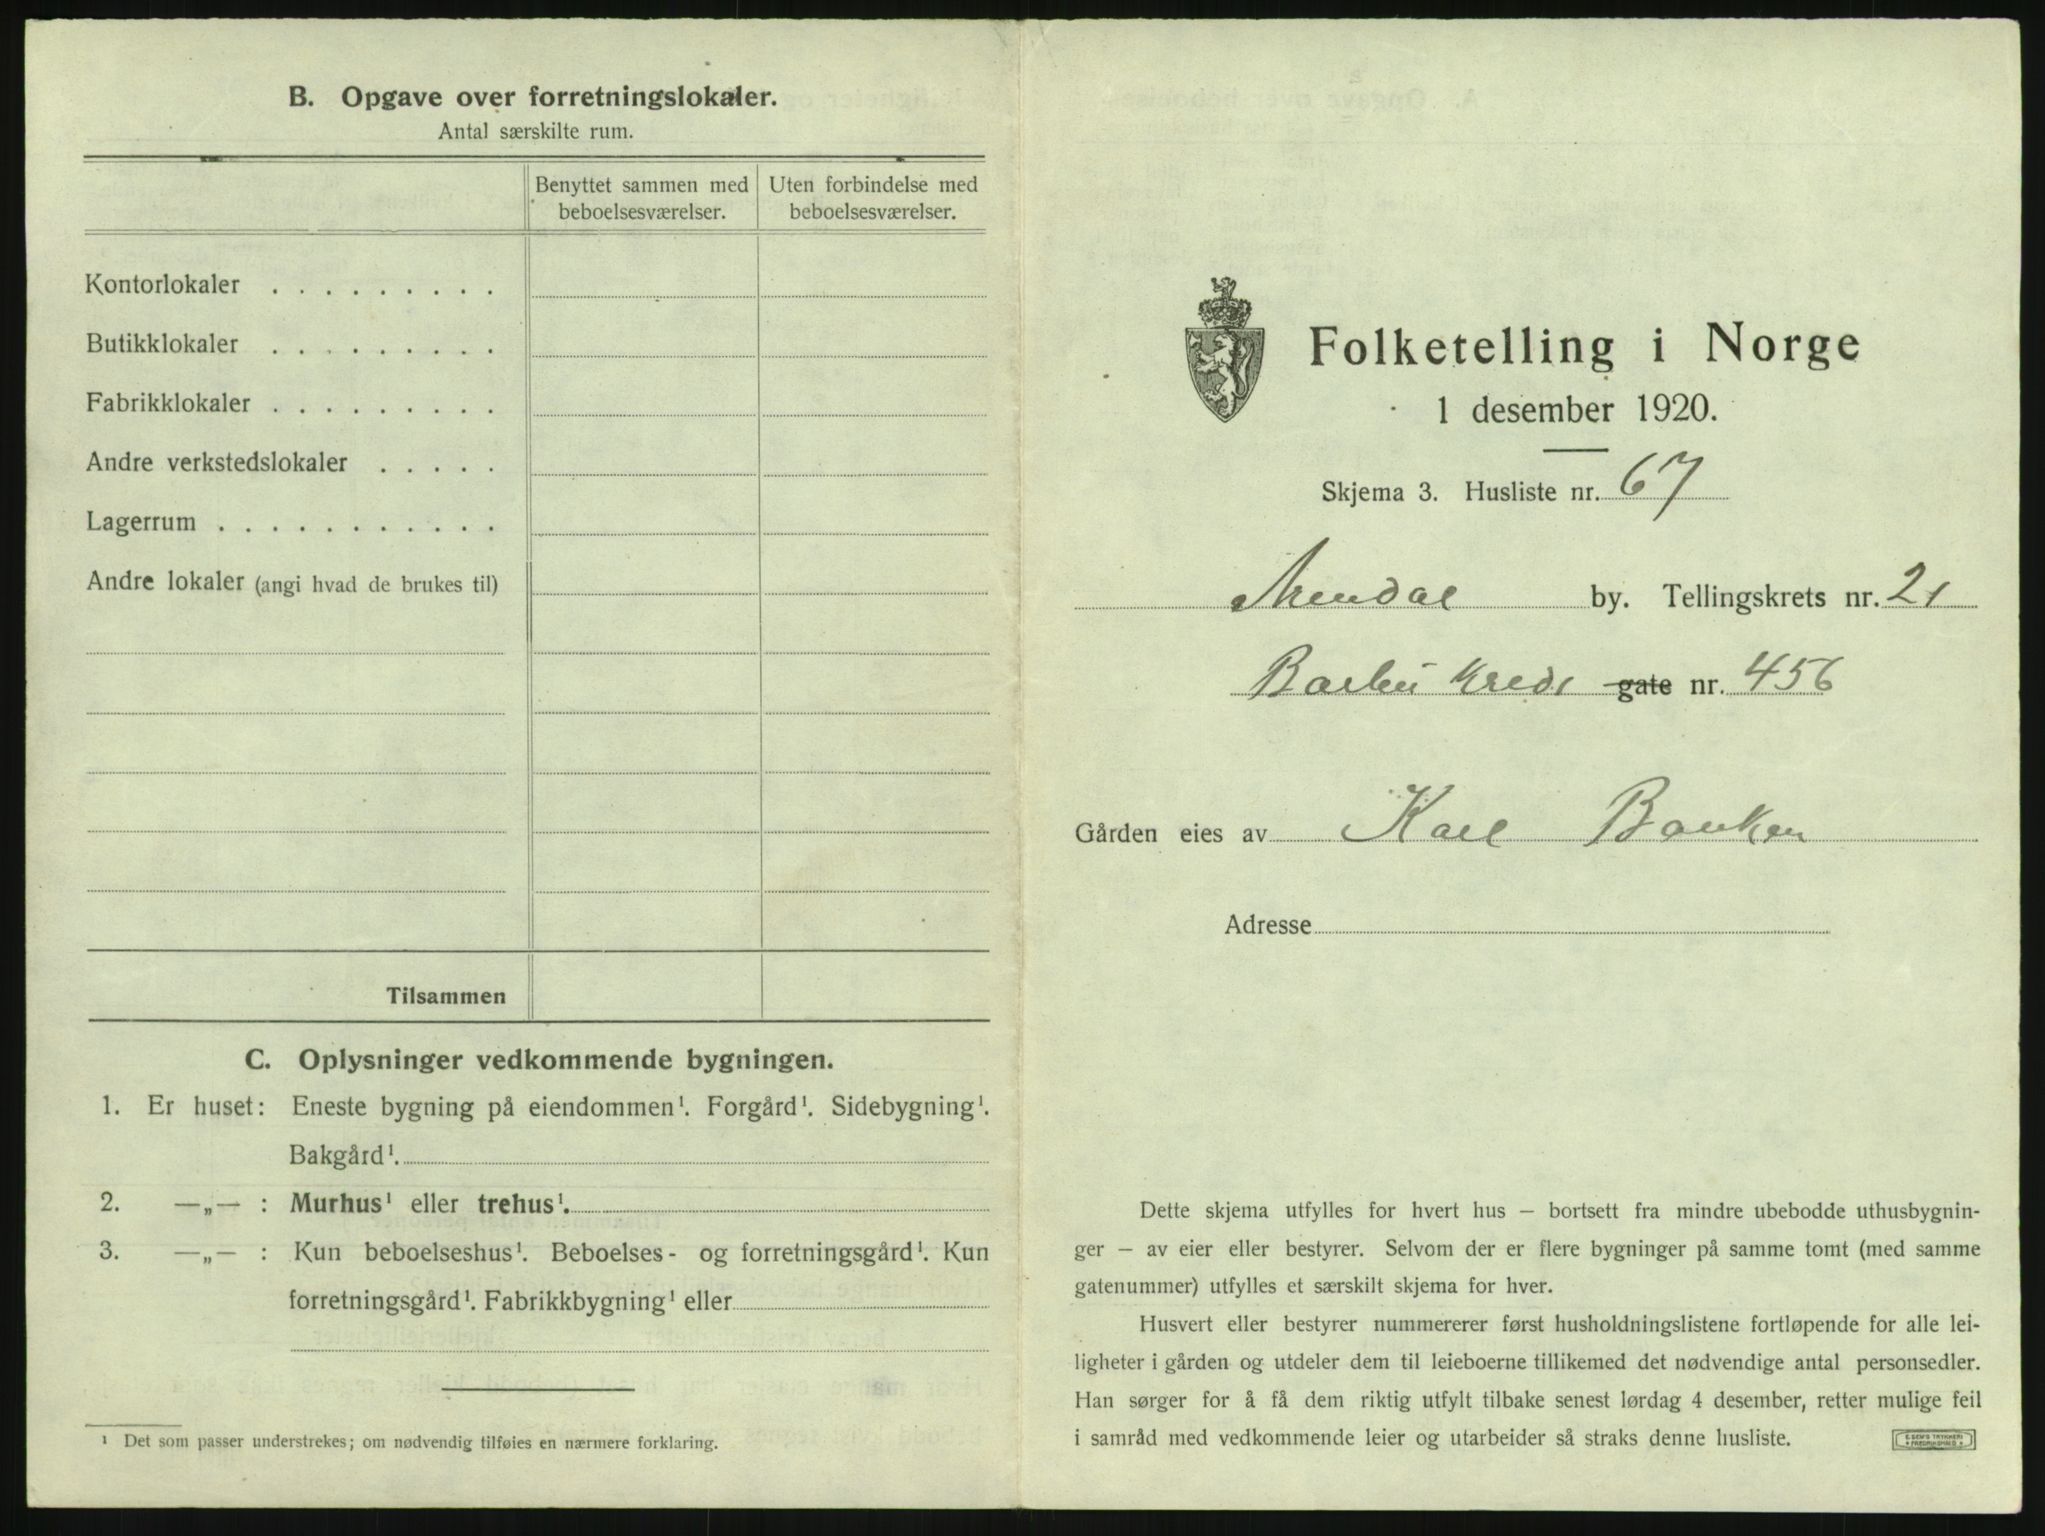 B. Opgave over forretningslokaler.
Antal særskilte rum.
Benyttet sammen med beboelsesværelser.
Uten forbindelse med beboelsesværelser.
Kontorlokaler . . . . . . . . .
Butikklokaler . . . . . . . . .
Fabrikklokaler . . . . . . . . .
Andre verkstedslokaler . . . . .
Lagerrum . . . . . . . . . . .
Andre lokaler (angi hvad de brukes til)
Tilsammen
C. Oplysninger vedkommende bygningen.
1. Er huset: Eneste bygning på eiendommen¹. Forgård¹. Sidebygning¹.
Bakgård¹.
2. —„— : Murhus¹ eller trehus¹.
3. —„— : Kun beboelseshus¹. Beboelses- og forretningsgård¹. Kun
forretningsgård¹. Fabrikkbygning¹ eller
¹ Det som passer understrekes; om nødvendig tilføies en nærmere forklaring.
Folketelling i Norge
1 desember 1920.
Skjema 3. Husliste nr. 67
Arendal by. Tellingskrets nr. 21
Barbu Kreds gate nr. 456
Gården eies av Karl Banken
Adresse
Dette skjema utfylles for hvert hus – bortsett fra mindre ubebodde uthusbygnin-
ger – av eier eller bestyrer. Selvom der er flere bygninger på samme tomt (med samme
gatenummer) utfylles et særskilt skjema for hver.
Husvert eller bestyrer nummererer først husholdningslistene fortløpende for alle lei-
ligheter i gården og utdeler dem til leieboerne tillikemed det nødvendige antal personsedler.
Han sørger for å få dem riktig utfylt tilbake senest lørdag 4 desember, retter mulige feil
i samråd med vedkommende leier og utarbeider så straks denne husliste.